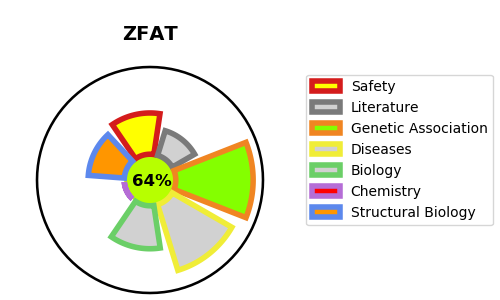 ZFAT
64%
Safety
Literature
Genetic Association
Diseases
Biology
Chemistry
Structural Biology